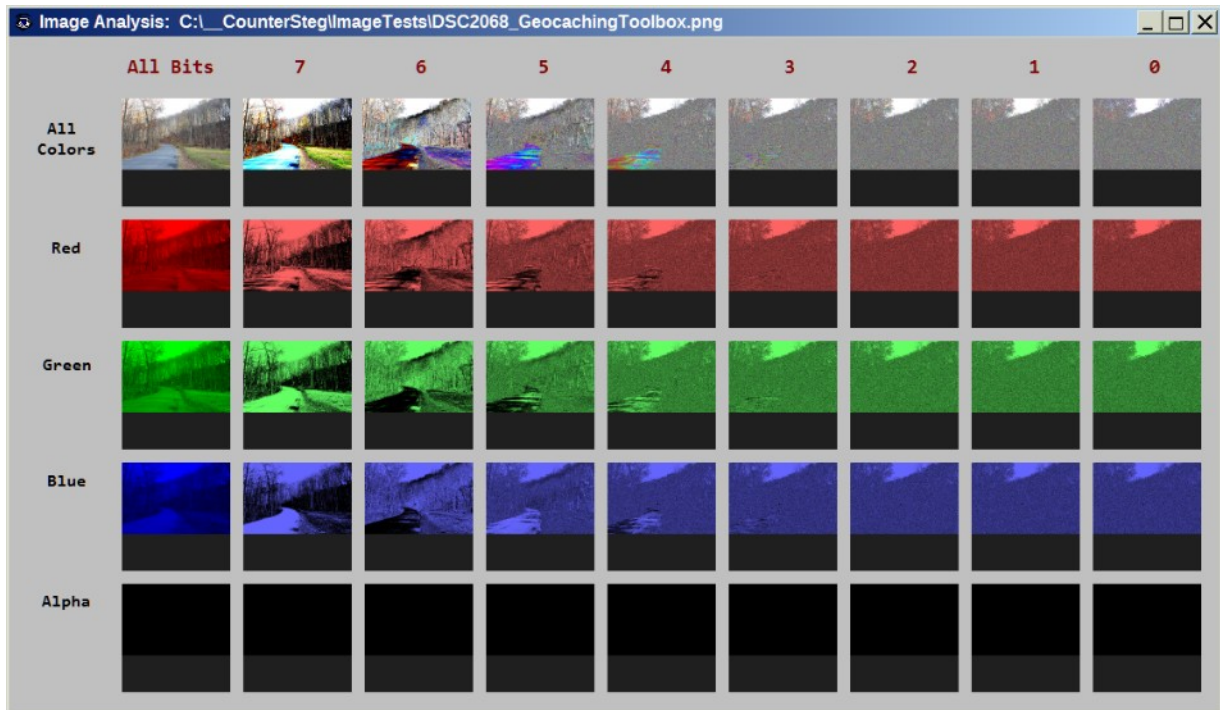 Image Analysis: C:\__CounterSteg\ImageTests\DSC2068_GeocachingToolbox.png
All Bits 7 6 5 4 3 2 1 0
All
Colors
Red
Green
Blue
Alpha